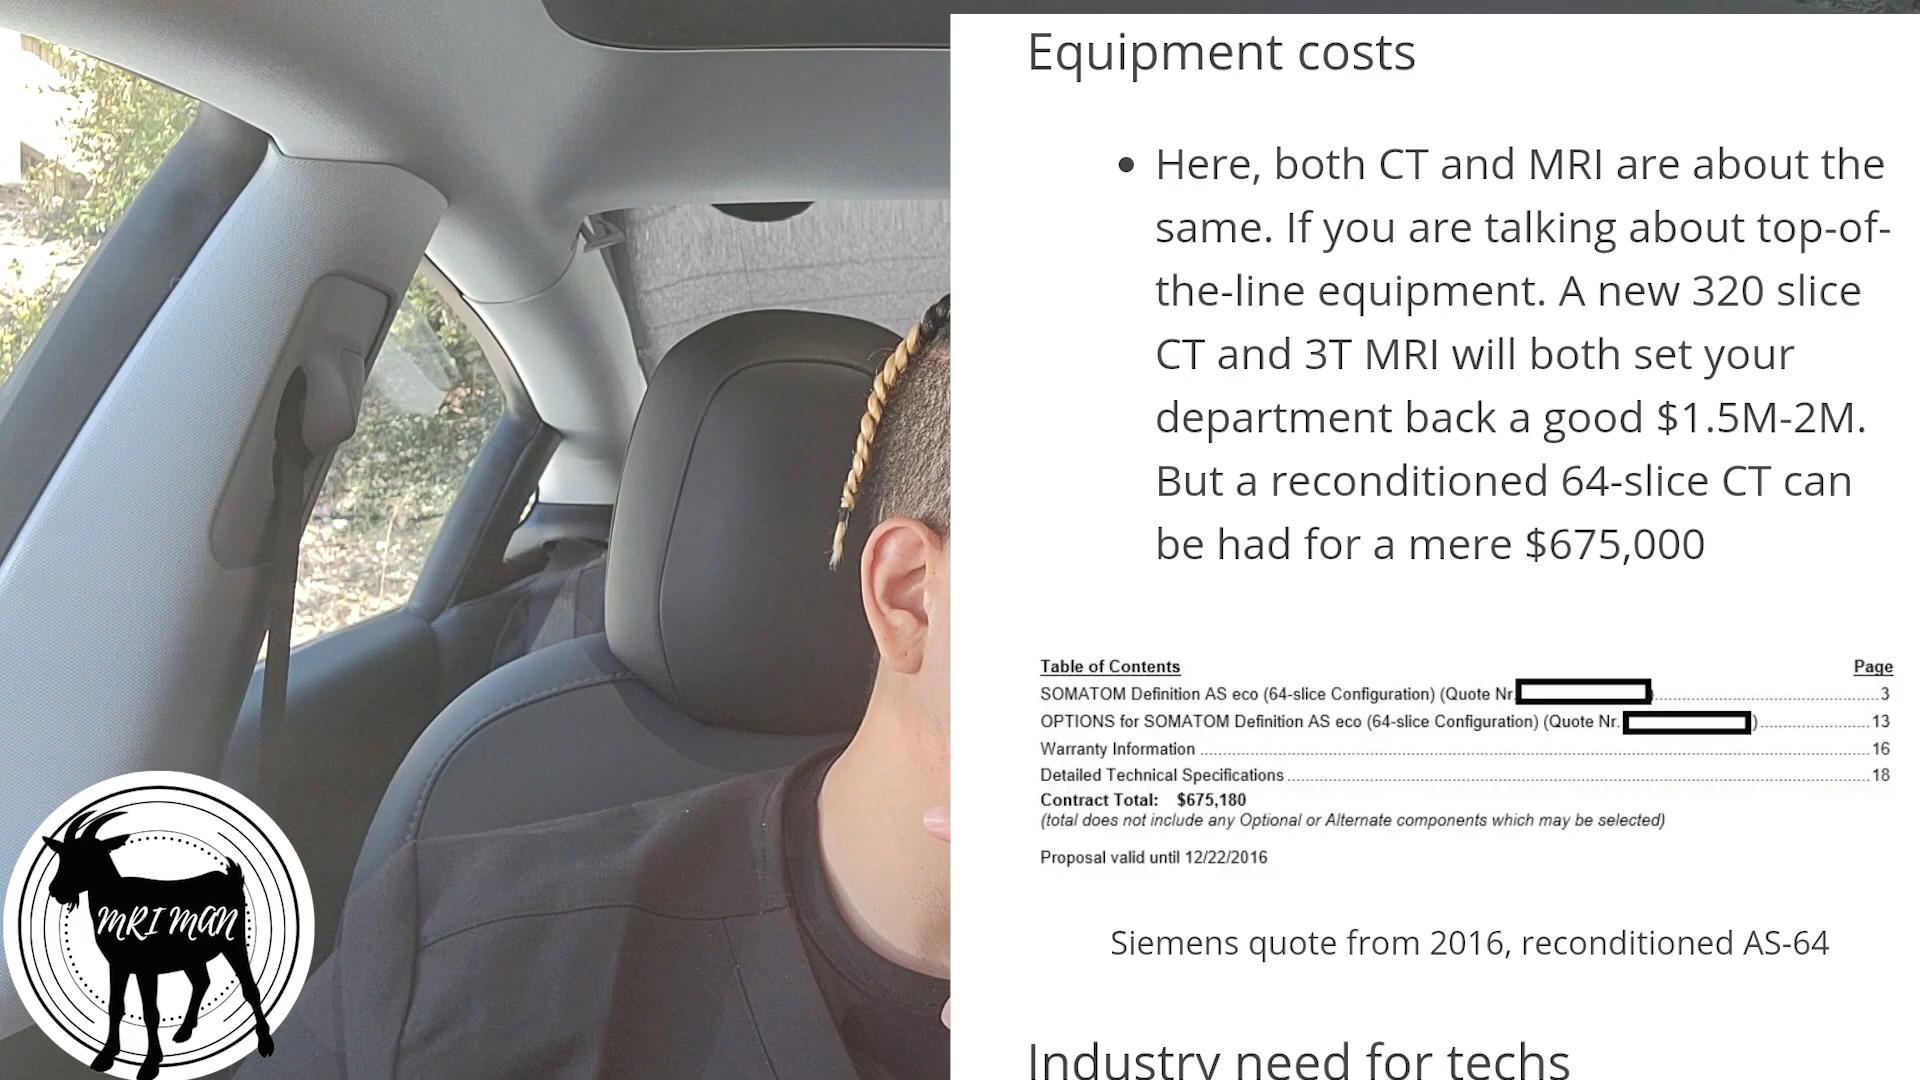 Equipment costs
• Here, both CT and MRI are about the
same. If you are talking about top-of-
the-line equipment. A new 320 slice
CT and 3T MRI will both set your
department back a good $1.5M-2M.
But a reconditioned 64-slice CT can
be had for a mere $675,000
Table of Contents Page
SOMATOM Definition AS eco (64-slice Configuration) (Quote Nr. ) 3
OPTIONS for SOMATOM Definition AS eco (64-slice Configuration) (Quote Nr. ) 13
Warranty Information 16
Detailed Technical Specifications 18
Contract Total: $675,180
(total does not include any Optional or Alternate components which may be selected)
Proposal valid until 12/22/2016
MRI MAN
Siemens quote from 2016, reconditioned AS-64
Industry need for techs